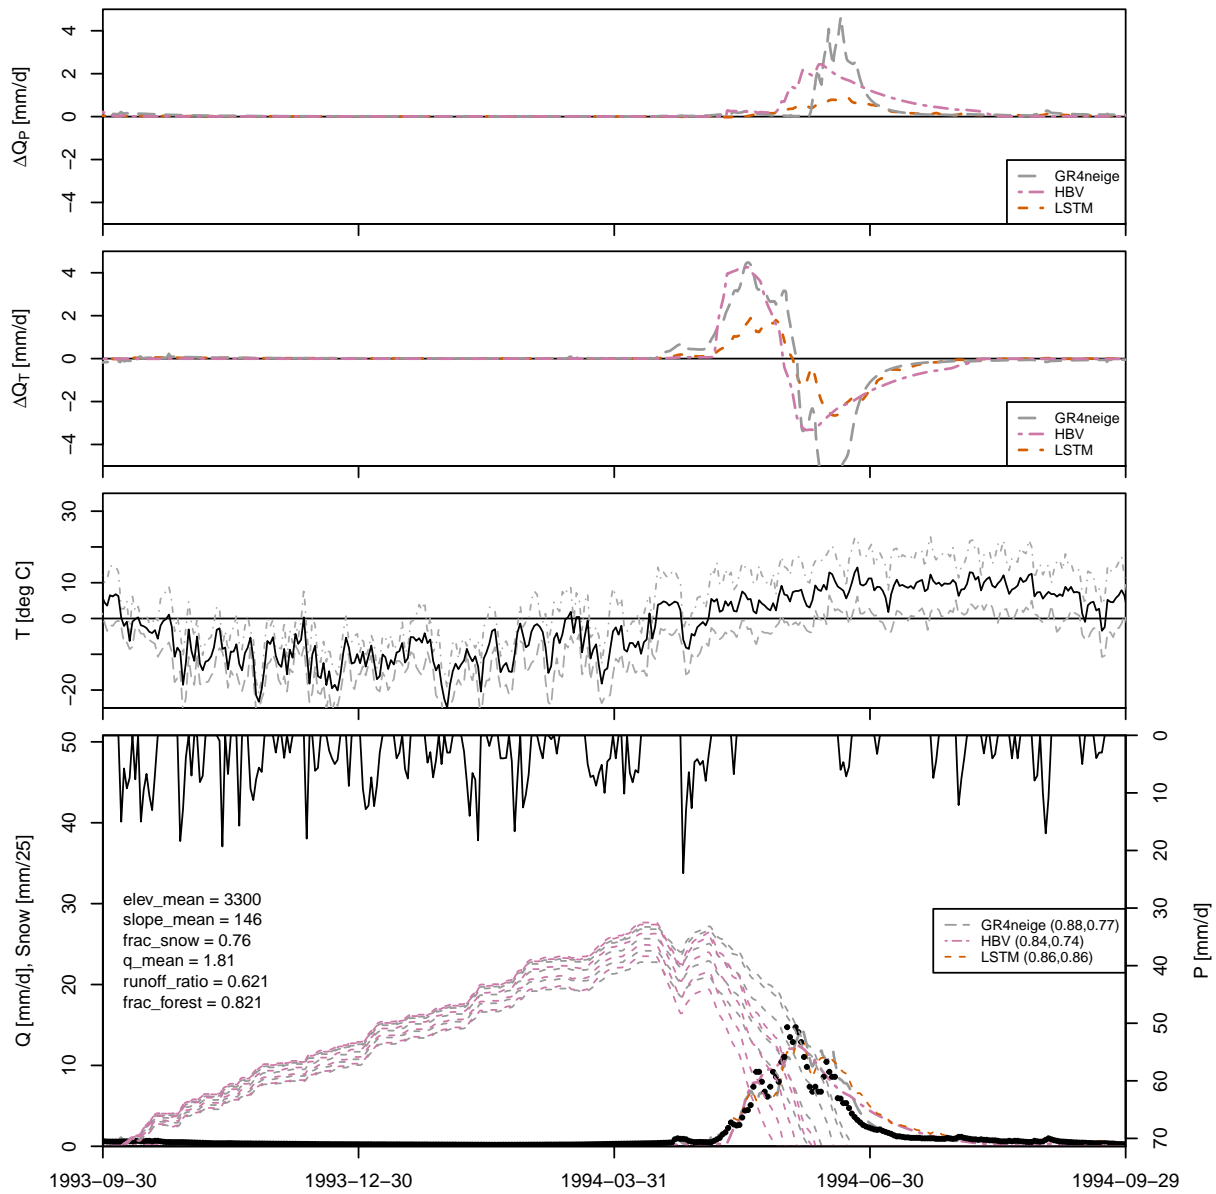 ΔQP [mm/d]
4
2
0
−2
−4
GR4neige
HBV
LSTM
ΔQT [mm/d]
4
2
0
−2
−4
GR4neige
HBV
LSTM
T [deg C]
30
10
0
−20
Q [mm/d], Snow [mm/25]
50
40
30
20
10
0
P [mm/d]
0
10
20
30
40
50
60
70
elev_mean = 3300
slope_mean = 146
frac_snow = 0.76
q_mean = 1.81
runoff_ratio = 0.621
frac_forest = 0.821
GR4neige (0.88,0.77)
HBV (0.84,0.74)
LSTM (0.86,0.86)
1993−09−30
1993−12−30
1994−03−31
1994−06−30
1994−09−29